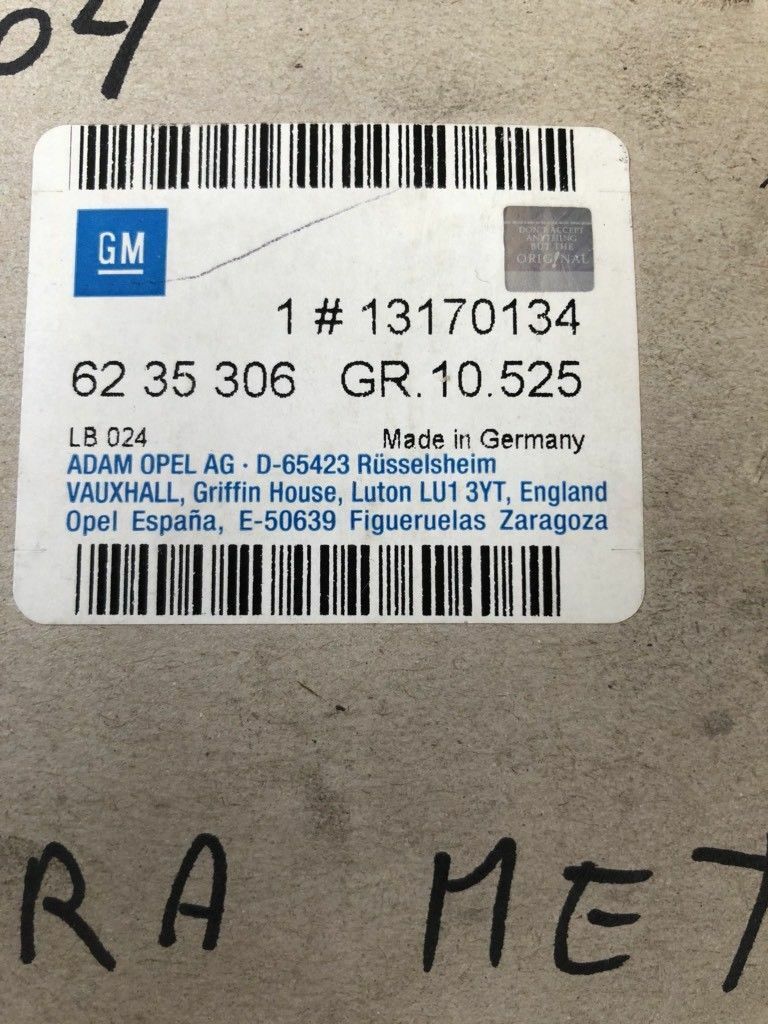 04
GM
DON'T ACCEPT
ANYTHING
BUT THE
ORIGINAL
1 # 13170134
62 35 306 GR.10.525
LB 024 Made in Germany
ADAM OPEL AG · D-65423 Rüsselsheim
VAUXHALL, Griffin House, Luton LU1 3YT, England
Opel España, E-50639 Figueruelas Zaragoza
RA MET